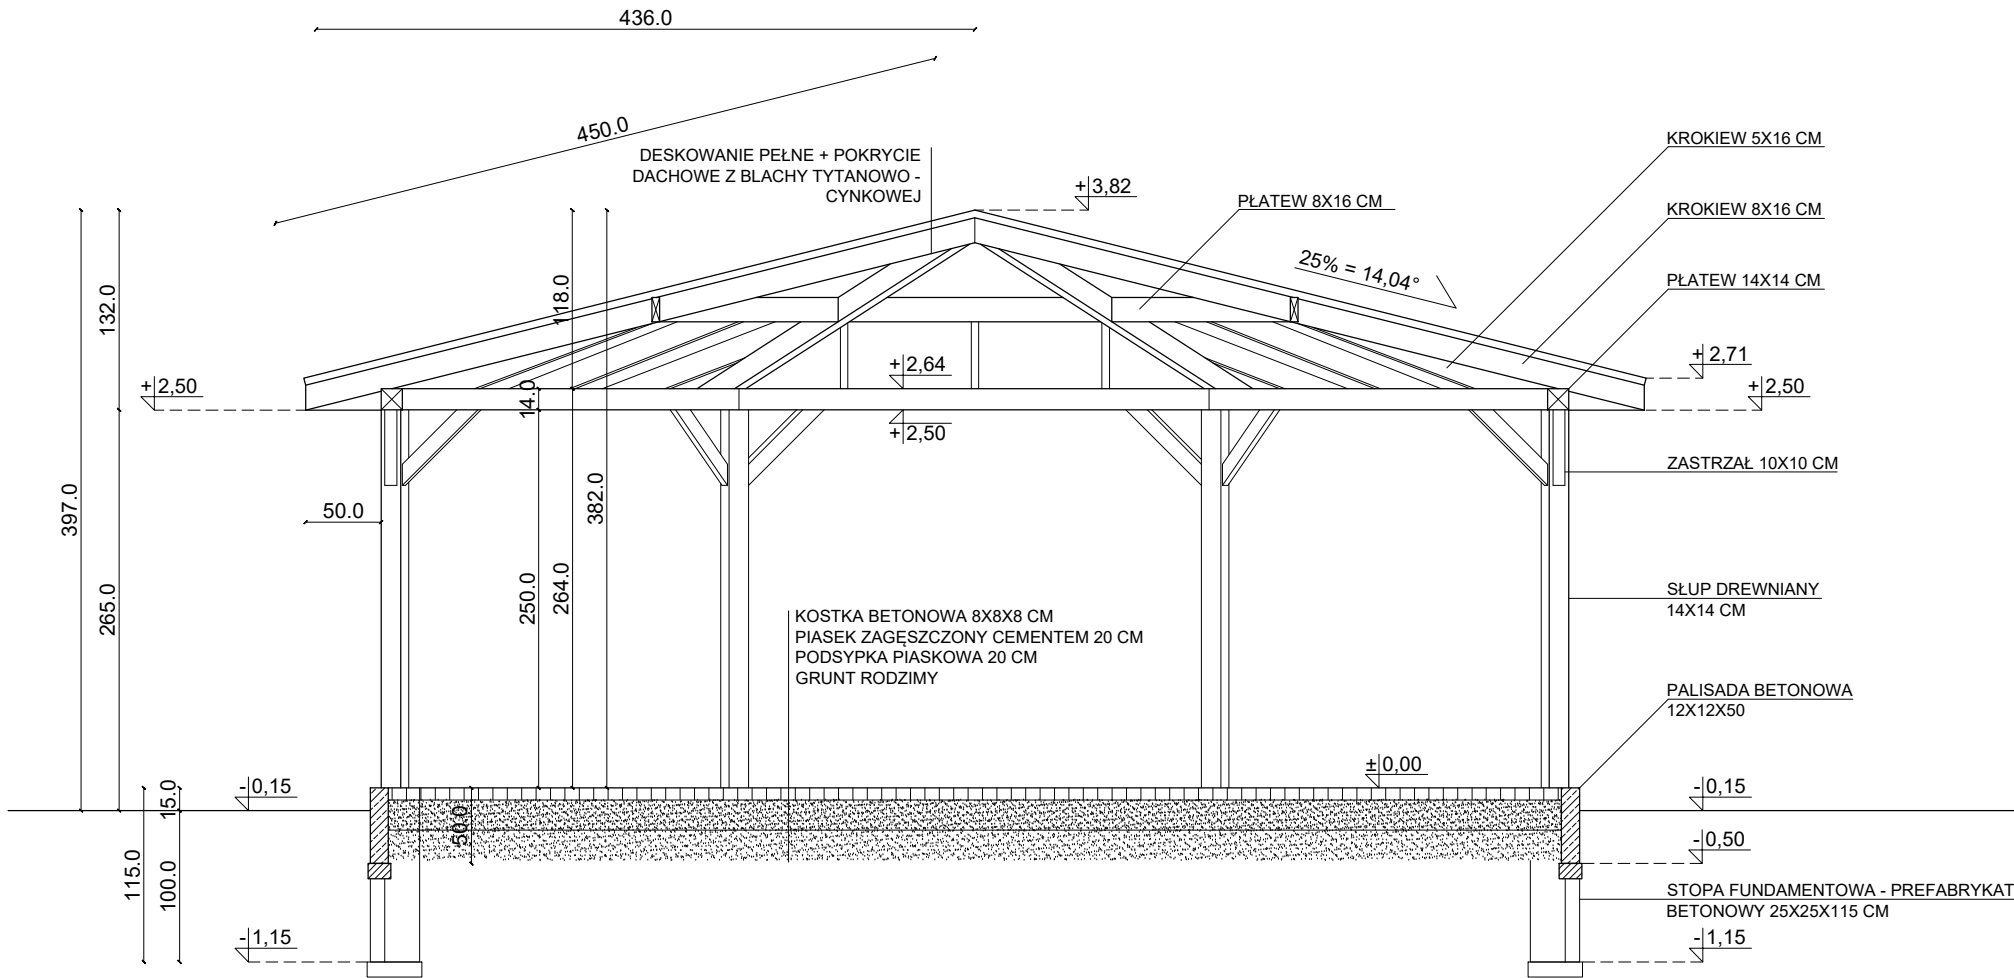 436.0
450.0
DESKOWANIE PEŁNE + POKRYCIE
DACHOWE Z BLACHY TYTANOWO -
CYNKOWEJ
+3,82
PŁATEW 8X16 CM
25% = 14,04°
KROKIEW 5X16 CM
KROKIEW 8X16 CM
PŁATEW 14X14 CM
+2,71
+2,50
+2,50
+2,64
+2,50
132.0
118.0
14.0
397.0
382.0
50.0
265.0
250.0
264.0
ZASTRZAŁ 10X10 CM
SŁUP DREWNIANY
14X14 CM
KOSTKA BETONOWA 8X8X8 CM
PIASEK ZAGĘSZCZONY CEMENTEM 20 CM
PODSYPKA PIASKOWA 20 CM
GRUNT RODZIMY
PALISADA BETONOWA
12X12X50
±0,00
-0,15
-0,15
15.0
50.0
-0,50
115.0
100.0
STOPA FUNDAMENTOWA - PREFABRYKAT
BETONOWY 25X25X115 CM
-1,15
-1,15